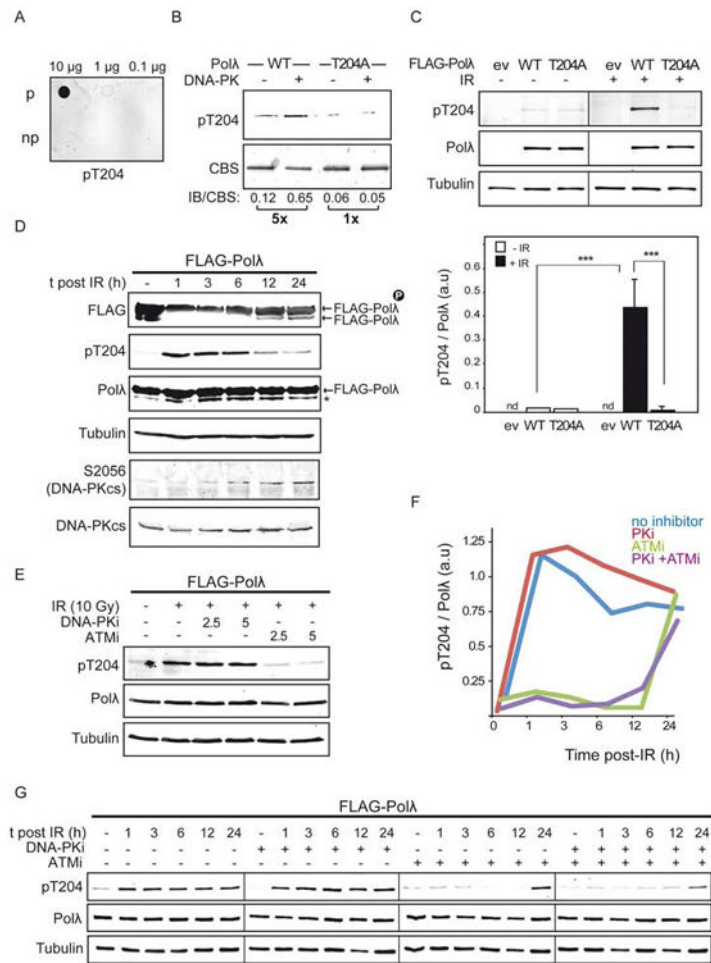 A
10 µg 1 µg 0.1 µg
p
np
pT204
B
Polλ — WT — —T204A—
DNA-PK - + - +
pT204
CBS
IB/CBS: 0.12 0.65 0.06 0.05
5x 1x
C
FLAG-Polλ ev WT T204A ev WT T204A
IR - - - + + +
pT204
Polλ
Tubulin
- IR
+ IR
*** ***
pT204 / Polλ (a.u)
0.6
0.5
0.4
0.3
0.2
0.1
0
nd nd
ev WT T204A ev WT T204A
D
FLAG-Polλ
t post IR (h) - 1 3 6 12 24
P
FLAG ←FLAG-Polλ
←FLAG-Polλ
pT204
Polλ ←FLAG-Polλ
*
Tubulin
S2056
(DNA-PKcs)
DNA-PKcs
E
FLAG-Polλ
IR (10 Gy) - + + + + +
DNA-PKi - - 2.5 5 - -
ATMi - - - - 2.5 5
pT204
Polλ
Tubulin
F
no inhibitor
PKi
ATMi
PKi +ATMi
pT204 / Polλ (a.u)
1.25
1.00
0.75
0.50
0.25
0 1 3 1 12 24
Time post-IR (h)
G
FLAG-Polλ
t post IR (h) - 1 3 6 12 24 - 1 3 6 12 24 - 1 3 6 12 24 - 1 3 6 12 24
DNA-PKi - - - - - - + + + + + + - - - - - - + + + + + +
ATMi - - - - - - - - - - - - + + + + + + + + + + + +
pT204
Polλ
Tubulin